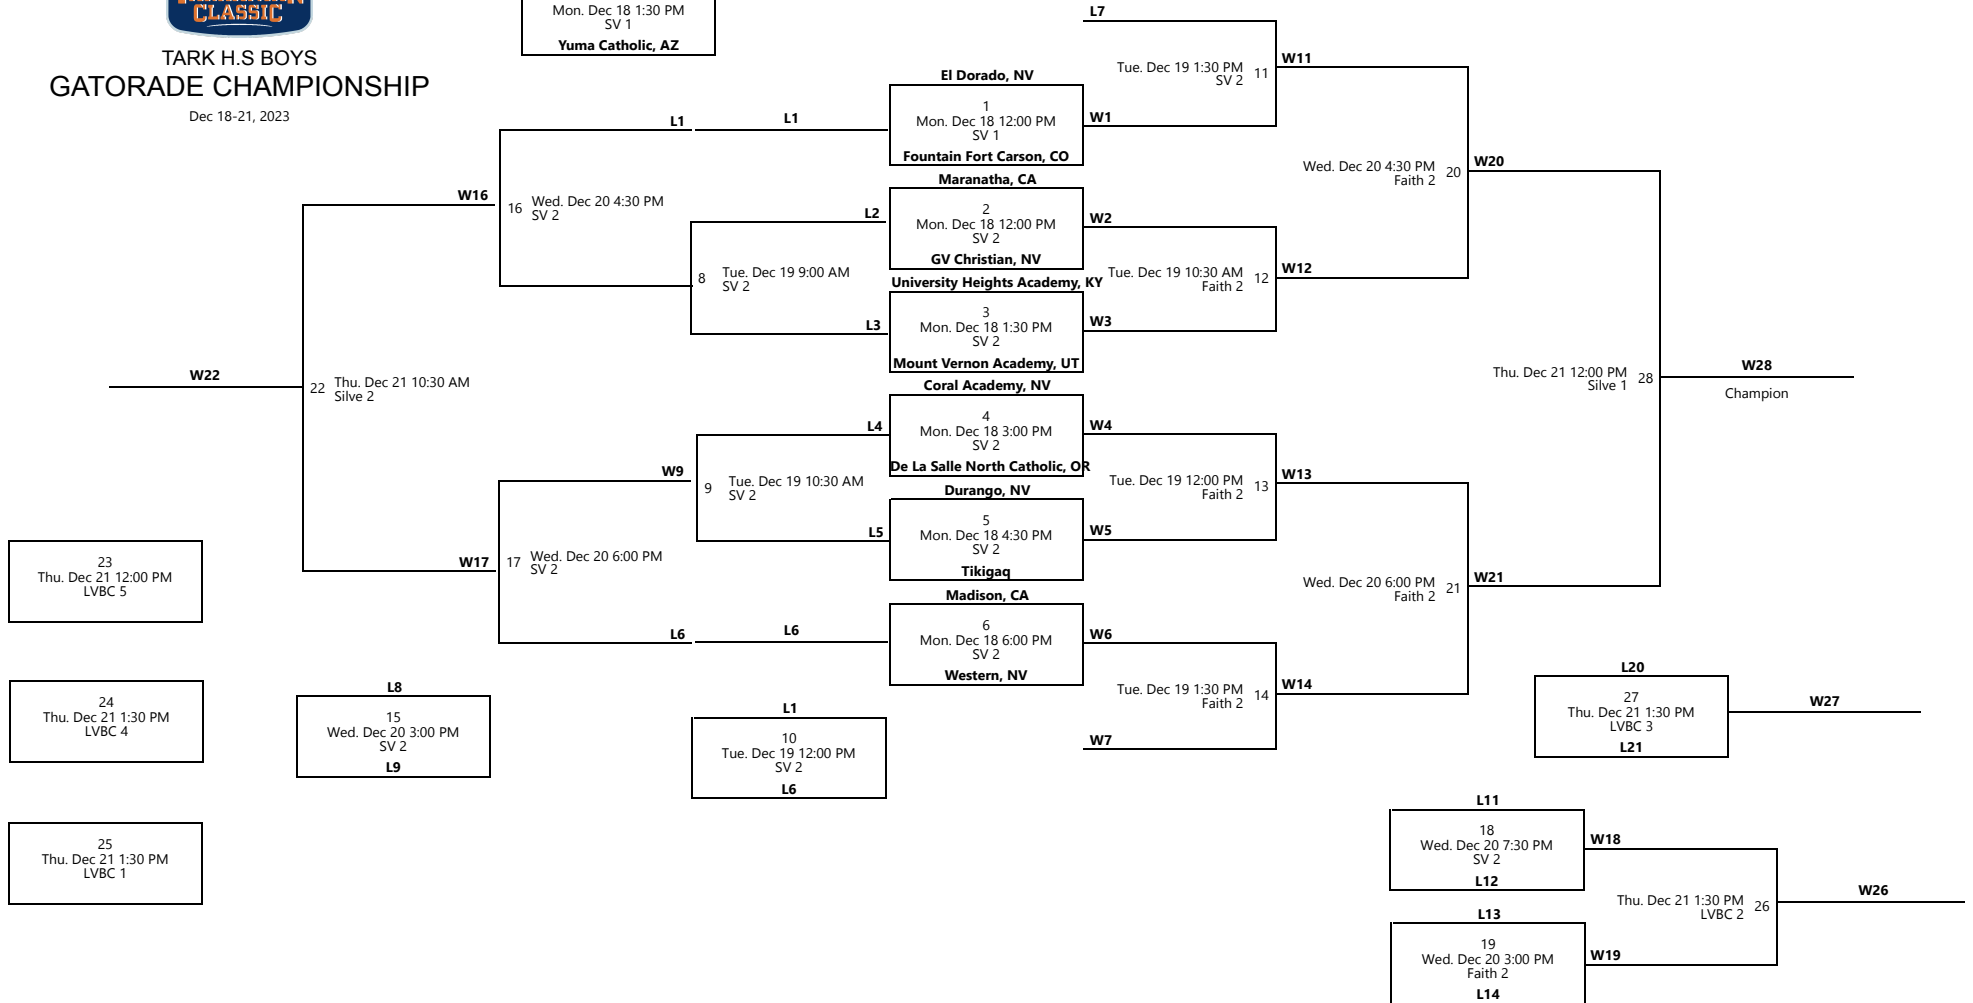 CLASSIC
TARK H.S BOYS
GATORADE CHAMPIONSHIP
Dec 18-21, 2023
Mon. Dec 18 1:30 PM
SV 1
Yuma Catholic, AZ
L7
Tue. Dec 19 1:30 PM
SV 2
11
W11
El Dorado, NV
1
Mon. Dec 18 12:00 PM
SV 1
Fountain Fort Carson, CO
L1
L1
W1
Maranatha, CA
2
Mon. Dec 18 12:00 PM
SV 2
GV Christian, NV
L2
W2
University Heights Academy, KY
3
Mon. Dec 18 1:30 PM
SV 2
Mount Vernon Academy, UT
L3
W3
Coral Academy, NV
4
Mon. Dec 18 3:00 PM
SV 2
De La Salle North Catholic, OR
L4
W4
Durango, NV
5
Mon. Dec 18 4:30 PM
SV 2
Tikigaq
L5
W5
Madison, CA
6
Mon. Dec 18 6:00 PM
SV 2
Western, NV
L6
L6
W6
W7
8
Tue. Dec 19 9:00 AM
SV 2
9
Tue. Dec 19 10:30 AM
SV 2
W9
L1
10
Tue. Dec 19 12:00 PM
SV 2
L6
Tue. Dec 19 10:30 AM
Faith 2
12
W12
Tue. Dec 19 12:00 PM
Faith 2
13
W13
Tue. Dec 19 1:30 PM
Faith 2
14
W14
L8
15
Wed. Dec 20 3:00 PM
SV 2
L9
W16
16
Wed. Dec 20 4:30 PM
SV 2
W17
17
Wed. Dec 20 6:00 PM
SV 2
W22
22
Thu. Dec 21 10:30 AM
Silve 2
23
Thu. Dec 21 12:00 PM
LVBC 5
24
Thu. Dec 21 1:30 PM
LVBC 4
25
Thu. Dec 21 1:30 PM
LVBC 1
Wed. Dec 20 4:30 PM
Faith 2
20
W20
Wed. Dec 20 6:00 PM
Faith 2
21
W21
Thu. Dec 21 12:00 PM
Silve 1
28
W28
Champion
L20
27
Thu. Dec 21 1:30 PM
LVBC 3
L21
W27
L11
18
Wed. Dec 20 7:30 PM
SV 2
L12
W18
L13
19
Wed. Dec 20 3:00 PM
Faith 2
L14
W19
Thu. Dec 21 1:30 PM
LVBC 2
26
W26